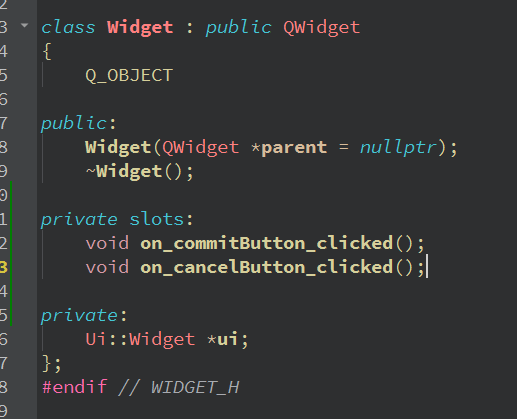 2
3 class Widget : public QWidget
4 {
5 Q_OBJECT
6
7 public:
8 Widget(QWidget *parent = nullptr);
9 ~Widget();
0
1 private slots:
2 void on_commitButton_clicked();
3 void on_cancelButton_clicked();
4
5 private:
6 Ui::Widget *ui;
7 };
8 #endif // WIDGET_H
9